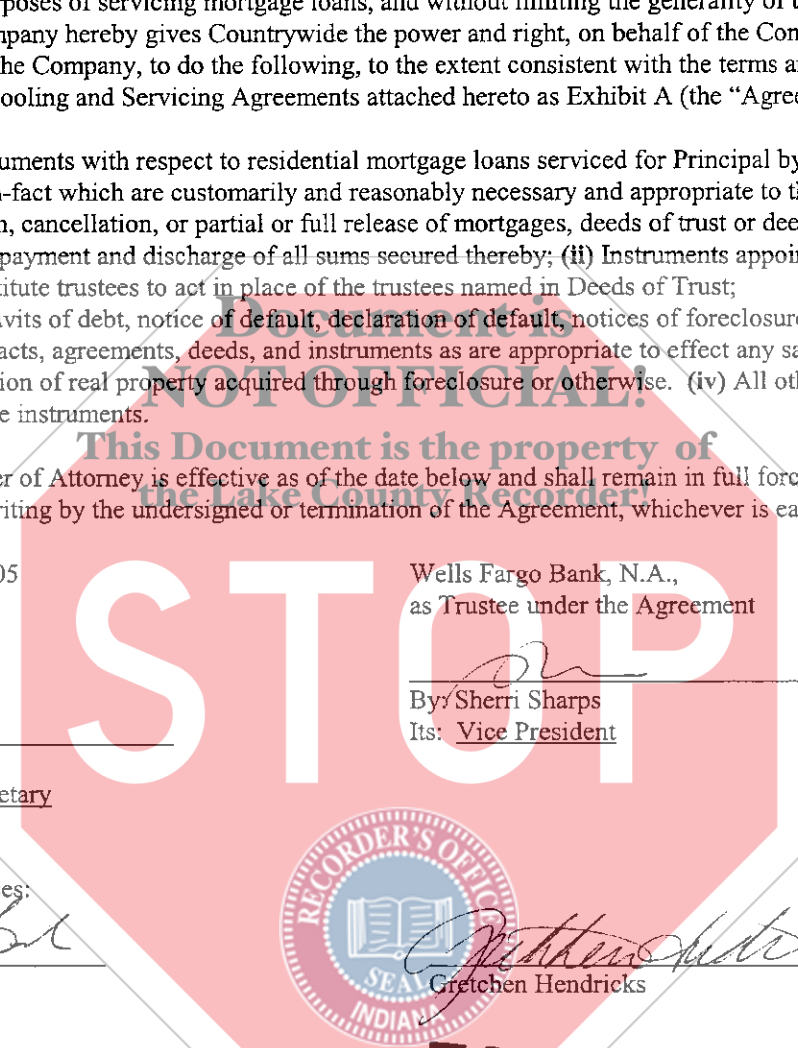 rposes of servicing mortgage loans, and without limiting the generality of t
mpany hereby gives Countrywide the power and right, on behalf of the Com
he Company, to do the following, to the extent consistent with the terms a
ooling and Servicing Agreements attached hereto as Exhibit A (the “Agree
uments with respect to residential mortgage loans serviced for Principal by
-fact which are customarily and reasonably necessary and appropriate to th
n, cancellation, or partial or full release of mortgages, deeds of trust or dee
payment and discharge of all sums secured thereby; (ii) Instruments appoi
titute trustees to act in place of the trustees named in Deeds of Trust;
Document is
avits of debt, notice of default, declaration of default, notices of foreclosure
acts, agreements, deeds, and instruments as are appropriate to effect any sa
NOT OFFICIAL!
ion of real property acquired through foreclosure or otherwise. (iv) All oth
e instruments.
This Document is the property of
er of Attorney is effective as of the date below and shall remain in full forc
the Lake County Recorder!
riting by the undersigned or termination of the Agreement, whichever is ea
05
Wells Fargo Bank, N.A.,
as Trustee under the Agreement
STOP
By: Sherri Sharps
Its: Vice President
etary
RECORDER'S OFFICE
es:
SEAL
Gretchen Hendricks
INDIANA